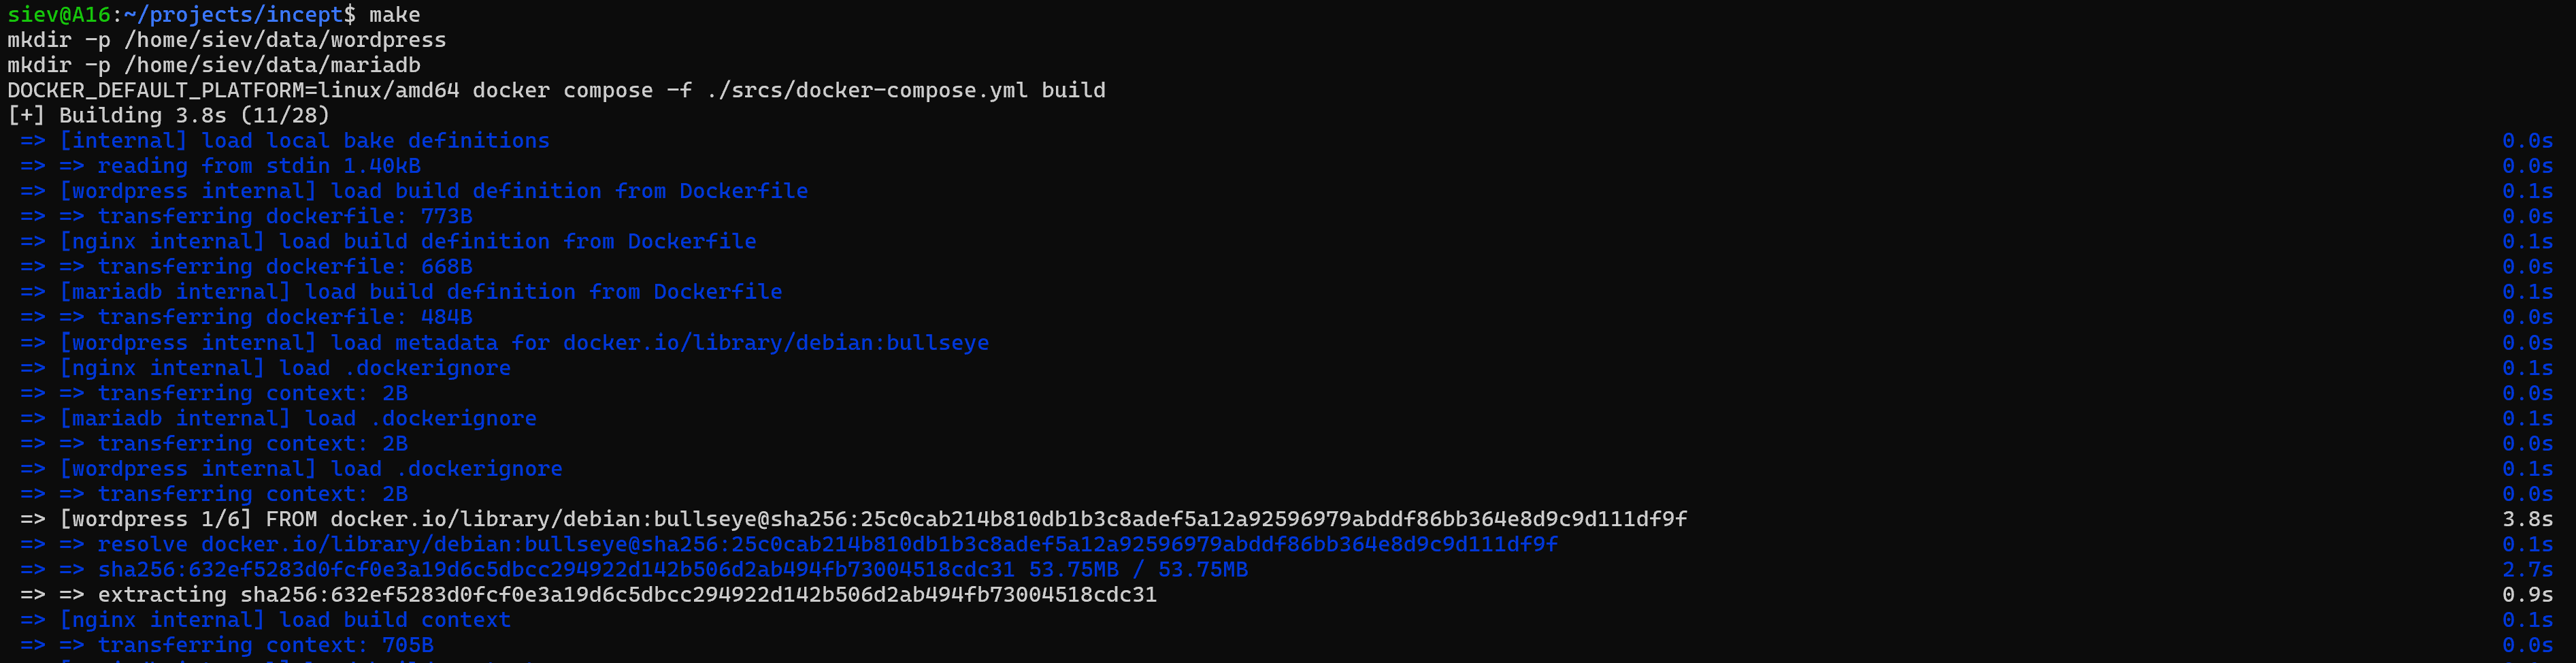 siev@A16:~/projects/incept$ make
mkdir -p /home/siev/data/wordpress
mkdir -p /home/siev/data/mariadb
DOCKER_DEFAULT_PLATFORM=linux/amd64 docker compose -f ./srcs/docker-compose.yml build
[+] Building 3.8s (11/28)
=> [internal] load local bake definitions 0.0s
=> => reading from stdin 1.40kB 0.0s
=> [wordpress internal] load build definition from Dockerfile 0.1s
=> => transferring dockerfile: 773B 0.0s
=> [nginx internal] load build definition from Dockerfile 0.1s
=> => transferring dockerfile: 668B 0.0s
=> [mariadb internal] load build definition from Dockerfile 0.1s
=> => transferring dockerfile: 484B 0.0s
=> [wordpress internal] load metadata for docker.io/library/debian:bullseye 0.0s
=> [nginx internal] load .dockerignore 0.1s
=> => transferring context: 2B 0.0s
=> [mariadb internal] load .dockerignore 0.1s
=> => transferring context: 2B 0.0s
=> [wordpress internal] load .dockerignore 0.1s
=> => transferring context: 2B 0.0s
=> [wordpress 1/6] FROM docker.io/library/debian:bullseye@sha256:25c0cab214b810db1b3c8adef5a12a92596979abddf86bb364e8d9c9d111df9f 3.8s
=> => resolve docker.io/library/debian:bullseye@sha256:25c0cab214b810db1b3c8adef5a12a92596979abddf86bb364e8d9c9d111df9f 0.1s
=> => sha256:632ef5283d0fcf0e3a19d6c5dbcc294922d142b506d2ab494fb73004518cdc31 53.75MB / 53.75MB 2.7s
=> => extracting sha256:632ef5283d0fcf0e3a19d6c5dbcc294922d142b506d2ab494fb73004518cdc31 0.9s
=> [nginx internal] load build context 0.1s
=> => transferring context: 705B 0.0s